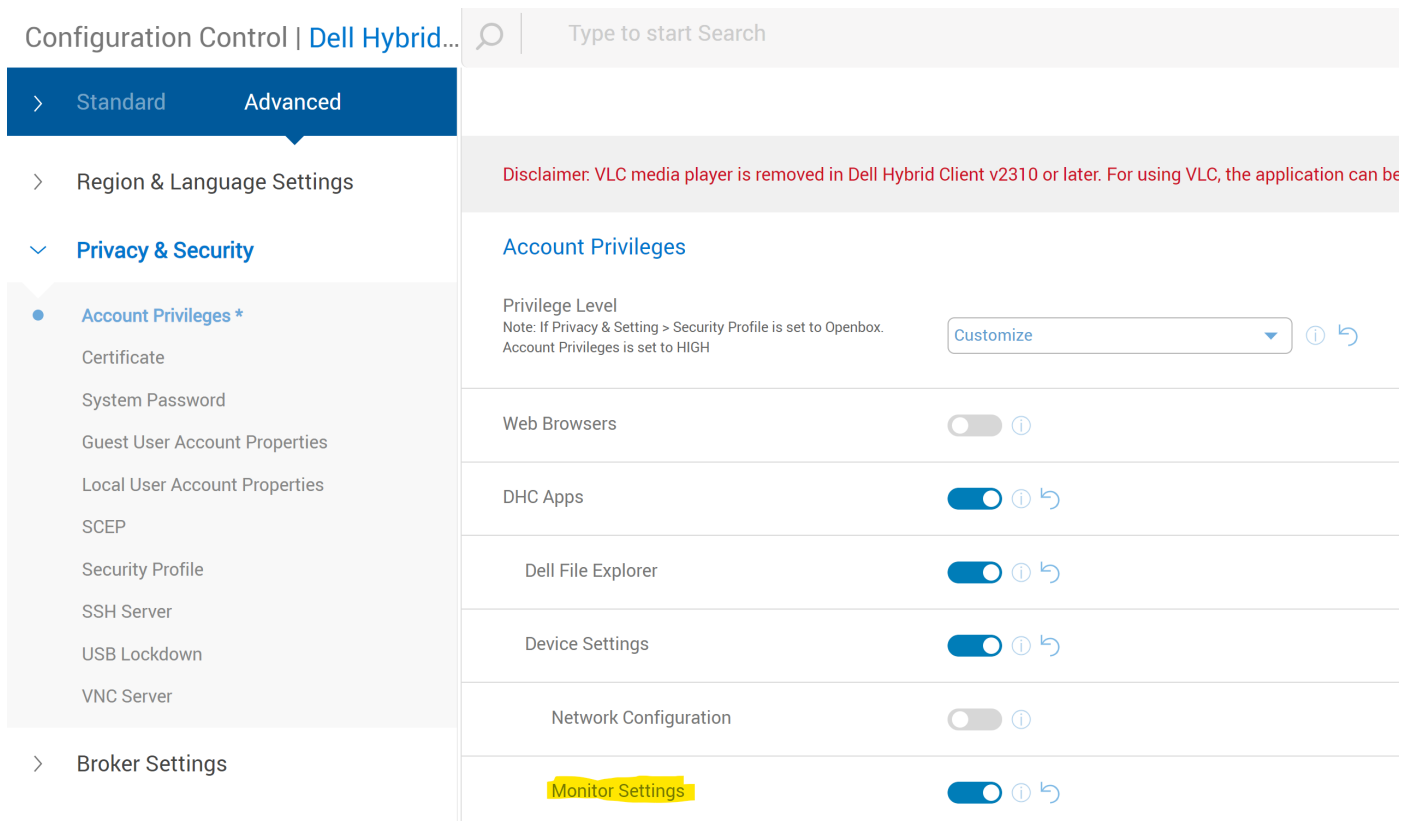 Configuration Control | Dell Hybrid...
Type to start Search
Standard
Advanced
Region & Language Settings
Privacy & Security
Account Privileges *
Certificate
System Password
Guest User Account Properties
Local User Account Properties
SCEP
Security Profile
SSH Server
USB Lockdown
VNC Server
Broker Settings
Disclaimer: VLC media player is removed in Dell Hybrid Client v2310 or later. For using VLC, the application can be
Account Privileges
Privilege Level
Note: If Privacy & Setting > Security Profile is set to Openbox.
Account Privileges is set to HIGH
Customize
Web Browsers
DHC Apps
Dell File Explorer
Device Settings
Network Configuration
Monitor Settings